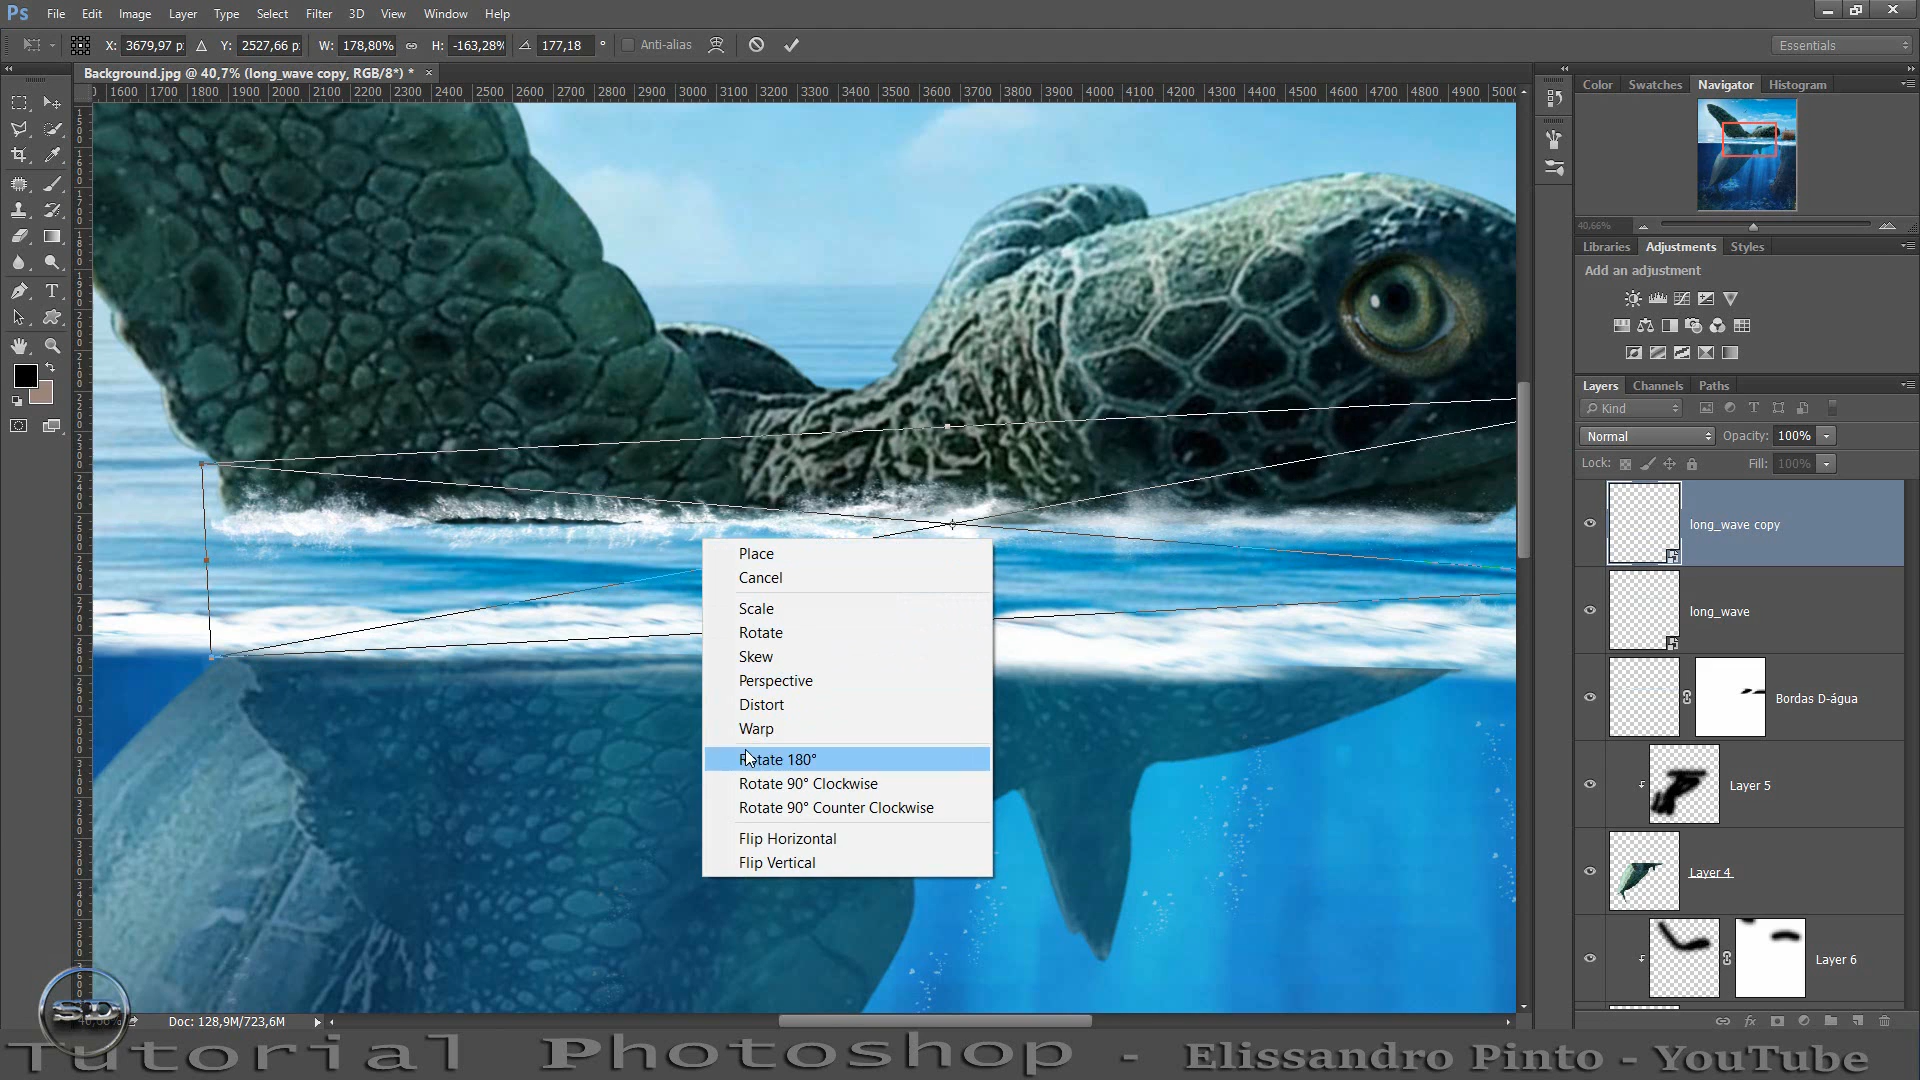 Ps File Edit Image Layer Type Select Filter 3D View Window Help
X: 3679,97 p: Y: 2527,66 p: W: 178,80% H: -163,28% 177,18 ° Anti-alias Essentials
Background.jpg @ 40,7% (long_wave copy, RGB/8*) * ×
1600 1700 1800 1900 2000 2100 2200 2300 2400 2500 2600 2700 2800 2900 3000 3100 3200 3300 3400 3500 3600 3700 3800 3900 4000 4100 4200 4300 4400 4500 4600 4700 4800 4900 5000
Color Swatches Navigator Histogram
40,66%
Libraries Adjustments Styles
Add an adjustment
Layers Channels Paths
Kind
Normal Opacity: 100%
Lock: Fill: 100%
long_wave copy
long_wave
Bordas D-água
Layer 5
Layer 4
Layer 6
Place
Cancel
Scale
Rotate
Skew
Perspective
Distort
Warp
Rotate 180°
Rotate 90° Clockwise
Rotate 90° Counter Clockwise
Flip Horizontal
Flip Vertical
SD
Doc: 128,9M/723,6M
Tutorial Photoshop - Elissandro Pinto - YouTube